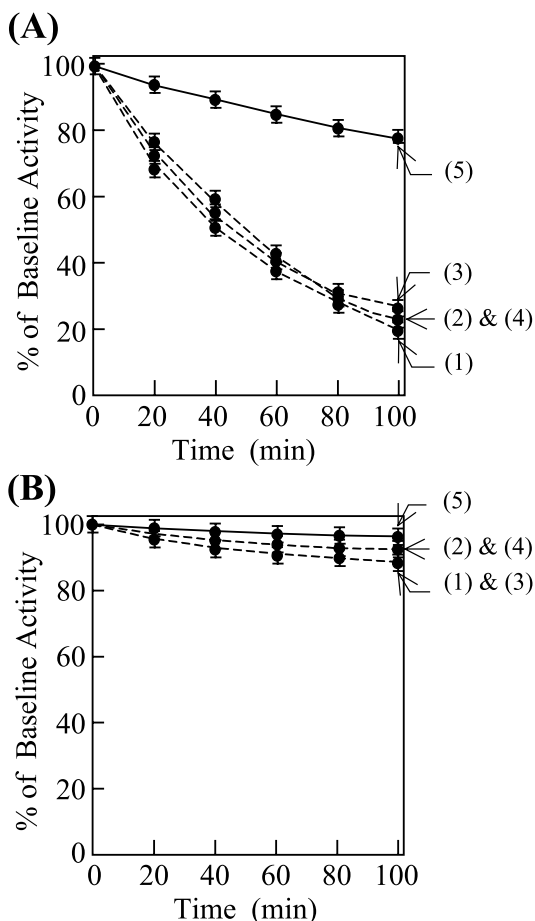 (A)
% of Baseline Activity
100
80
60
40
20
0
0 20 40 60 80 100
Time (min)
(5)
(3)
(2) & (4)
(1)
(B)
% of Baseline Activity
100
80
60
40
20
0
0 20 40 60 80 100
Time (min)
(5)
(2) & (4)
(1) & (3)